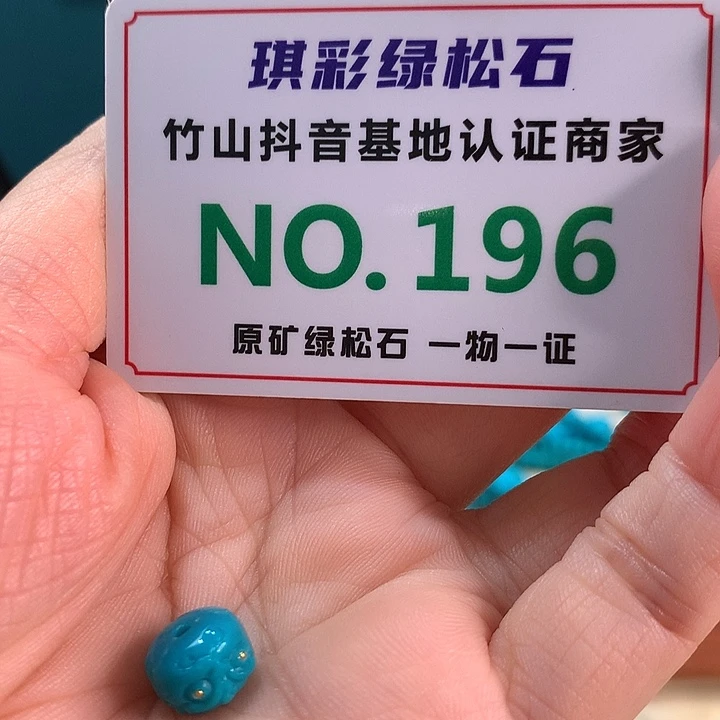 琪彩绿松石
竹山抖音基地认证商家
NO.196
原矿绿松石 一物一证